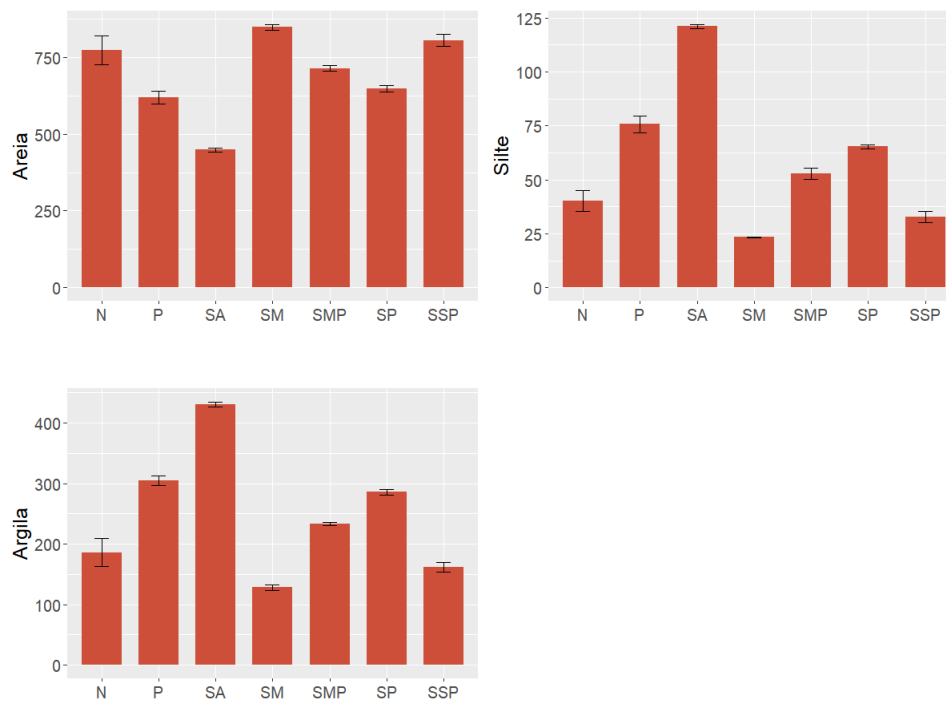 Areia
750
500
250
0
N P SA SM SMP SP SSP
Silte
125
100
75
50
25
0
N P SA SM SMP SP SSP
Argila
400
300
200
100
0
N P SA SM SMP SP SSP